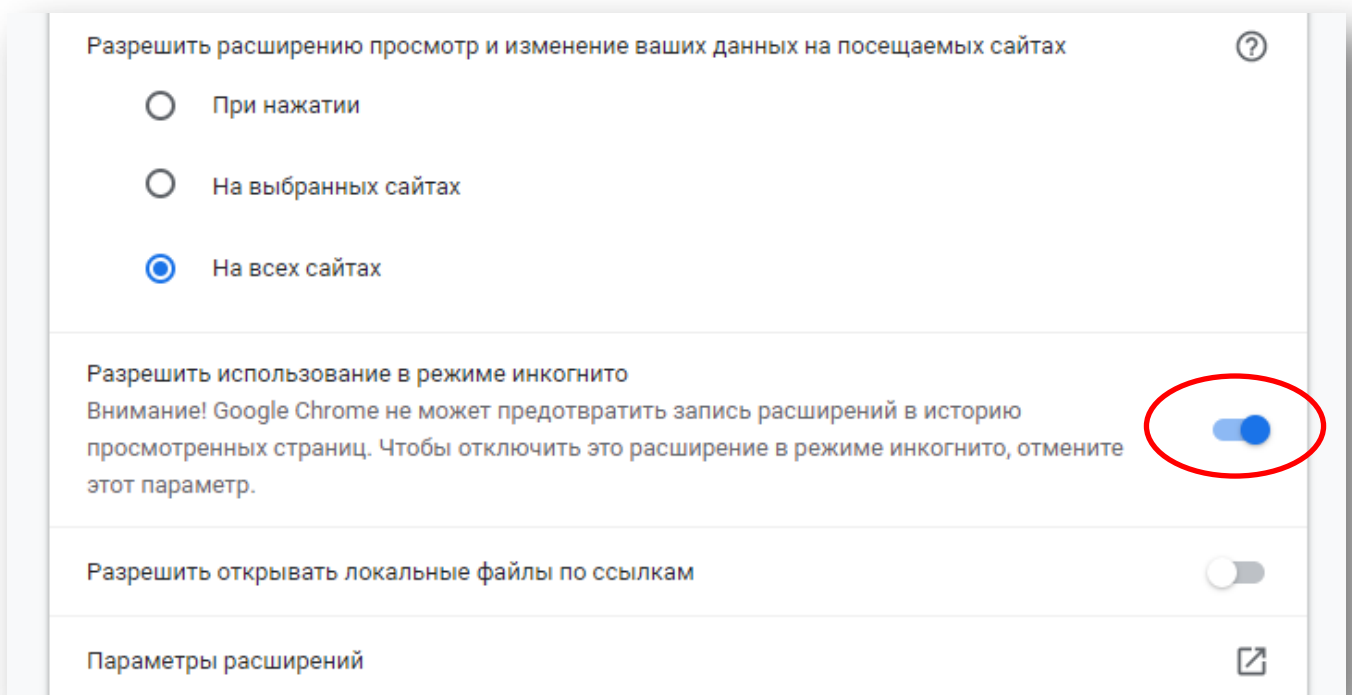 Разрешить расширению просмотр и изменение ваших данных на посещаемых сайтах
При нажатии
На выбранных сайтах
На всех сайтах
Разрешить использование в режиме инкогнито
Внимание! Google Chrome не может предотвратить запись расширений в историю
просмотренных страниц. Чтобы отключить это расширение в режиме инкогнито, отмените
этот параметр.
Разрешить открывать локальные файлы по ссылкам
Параметры расширений